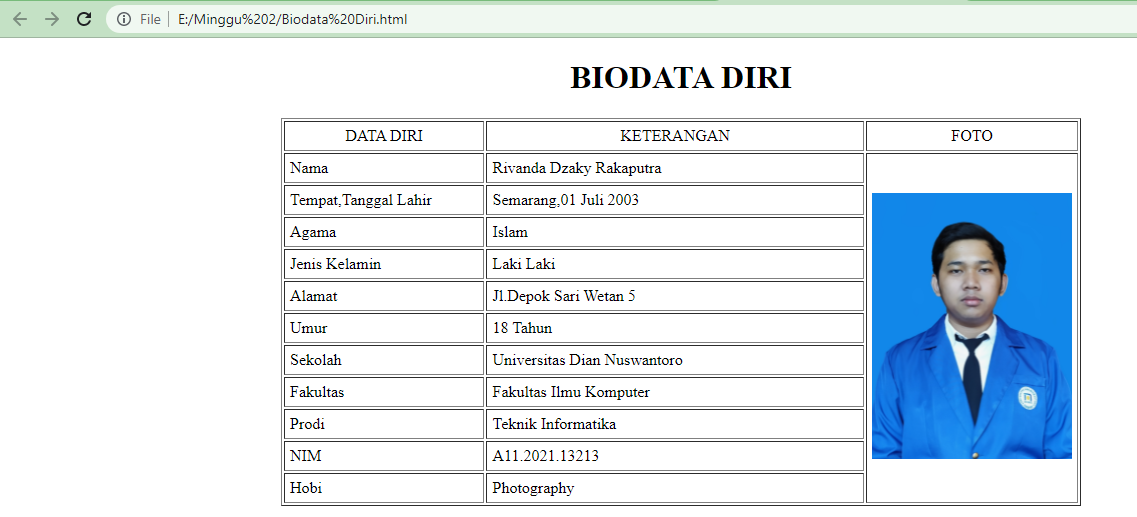 File | E:/Minggu%202/Biodata%20Diri.html
BIODATA DIRI
DATA DIRI KETERANGAN FOTO
Nama Rivanda Dzaky Rakaputra
Tempat,Tanggal Lahir Semarang,01 Juli 2003
Agama Islam
Jenis Kelamin Laki Laki
Alamat Jl.Depok Sari Wetan 5
Umur 18 Tahun
Sekolah Universitas Dian Nuswantoro
Fakultas Fakultas Ilmu Komputer
Prodi Teknik Informatika
NIM A11.2021.13213
Hobi Photography